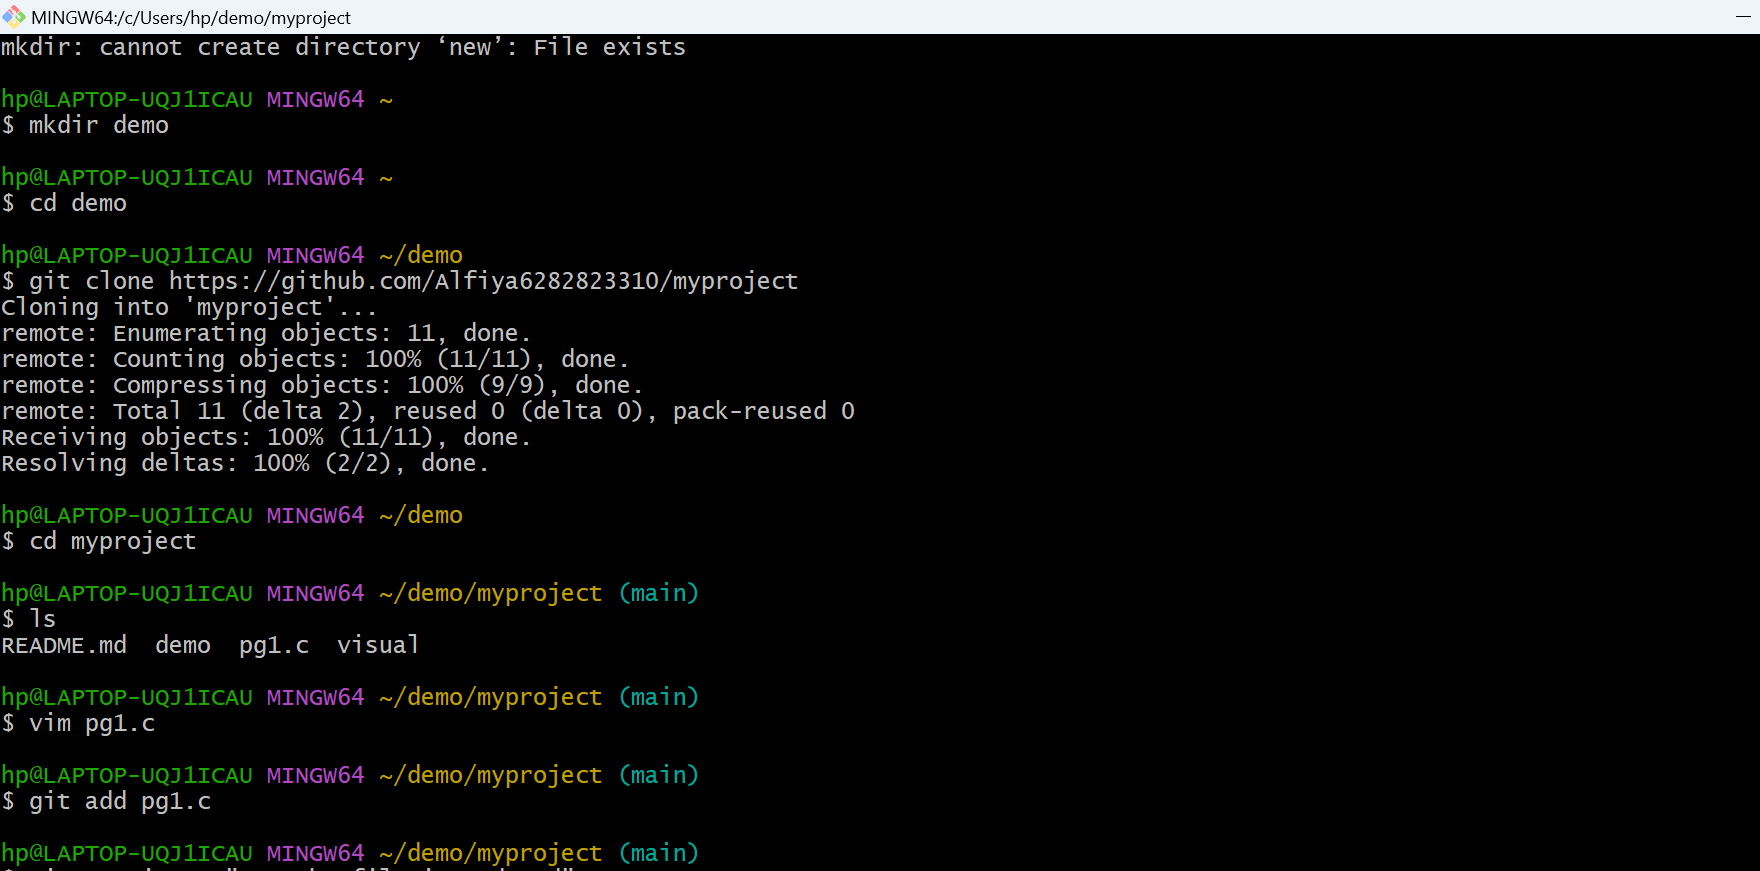 MINGW64:/c/Users/hp/demo/myproject
mkdir: cannot create directory ‘new’: File exists
hp@LAPTOP-UQJ1ICAU MINGW64 ~
$ mkdir demo
hp@LAPTOP-UQJ1ICAU MINGW64 ~
$ cd demo
hp@LAPTOP-UQJ1ICAU MINGW64 ~/demo
$ git clone https://github.com/Alfiya6282823310/myproject
Cloning into 'myproject'...
remote: Enumerating objects: 11, done.
remote: Counting objects: 100% (11/11), done.
remote: Compressing objects: 100% (9/9), done.
remote: Total 11 (delta 2), reused 0 (delta 0), pack-reused 0
Receiving objects: 100% (11/11), done.
Resolving deltas: 100% (2/2), done.
hp@LAPTOP-UQJ1ICAU MINGW64 ~/demo
$ cd myproject
hp@LAPTOP-UQJ1ICAU MINGW64 ~/demo/myproject (main)
$ ls
README.md  demo  pg1.c  visual
hp@LAPTOP-UQJ1ICAU MINGW64 ~/demo/myproject (main)
$ vim pg1.c
hp@LAPTOP-UQJ1ICAU MINGW64 ~/demo/myproject (main)
$ git add pg1.c
hp@LAPTOP-UQJ1ICAU MINGW64 ~/demo/myproject (main)